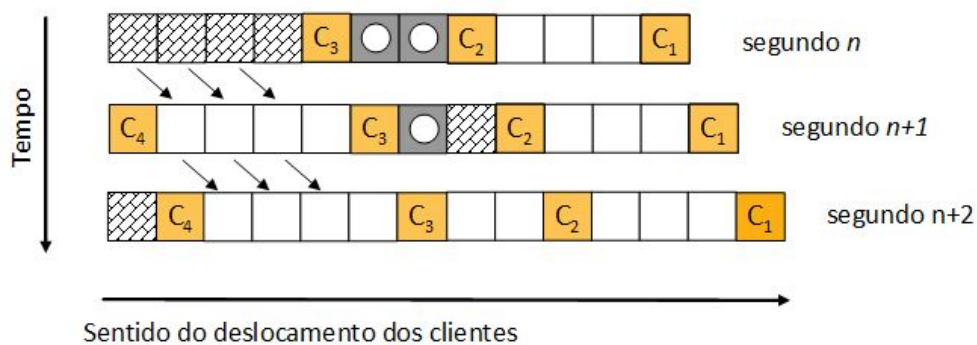 C₃ C₂ C₁ segundo n
C₄ C₃ C₂ C₁ segundo n+1
C₄ C₃ C₂ C₁ segundo n+2
Tempo
Sentido do deslocamento dos clientes